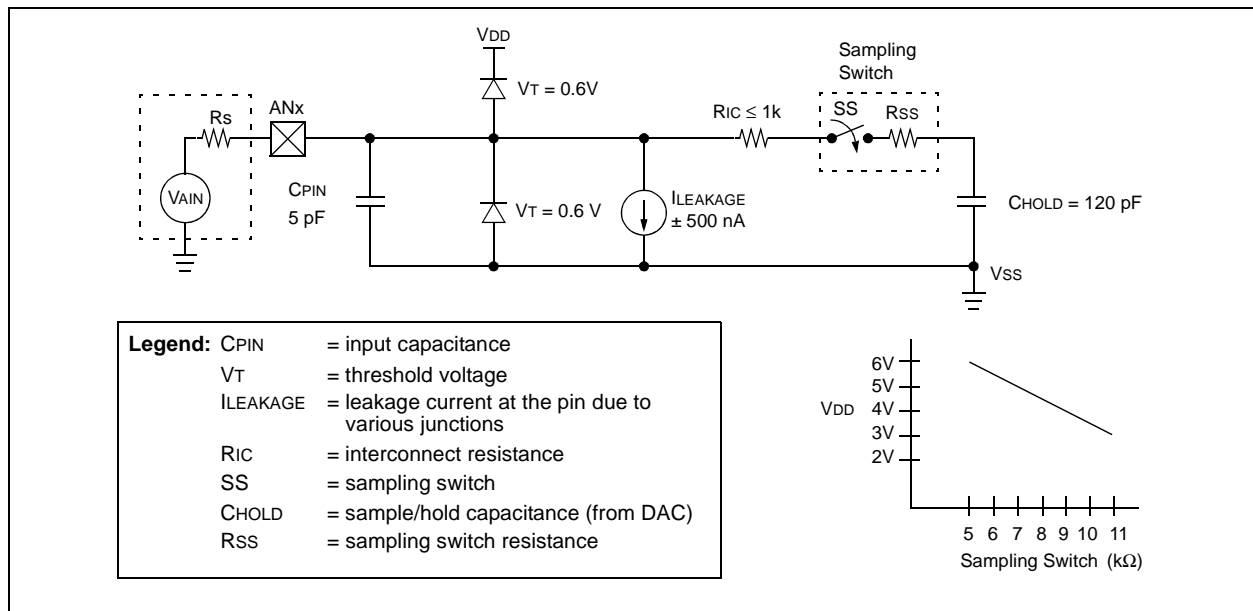 VDD
Sampling
Switch
VT = 0.6V
ANx
RIC ≤ 1k
SS
RSS
Rs
VAIN
CPIN
5 pF
VT = 0.6 V
ILEAKAGE
± 500 nA
CHOLD = 120 pF
VSS
Legend: CPIN = input capacitance
VT = threshold voltage
ILEAKAGE = leakage current at the pin due to
various junctions
RIC = interconnect resistance
SS = sampling switch
CHOLD = sample/hold capacitance (from DAC)
RSS = sampling switch resistance
6V
5V
VDD 4V
3V
2V
5 6 7 8 9 10 11
Sampling Switch (kΩ)